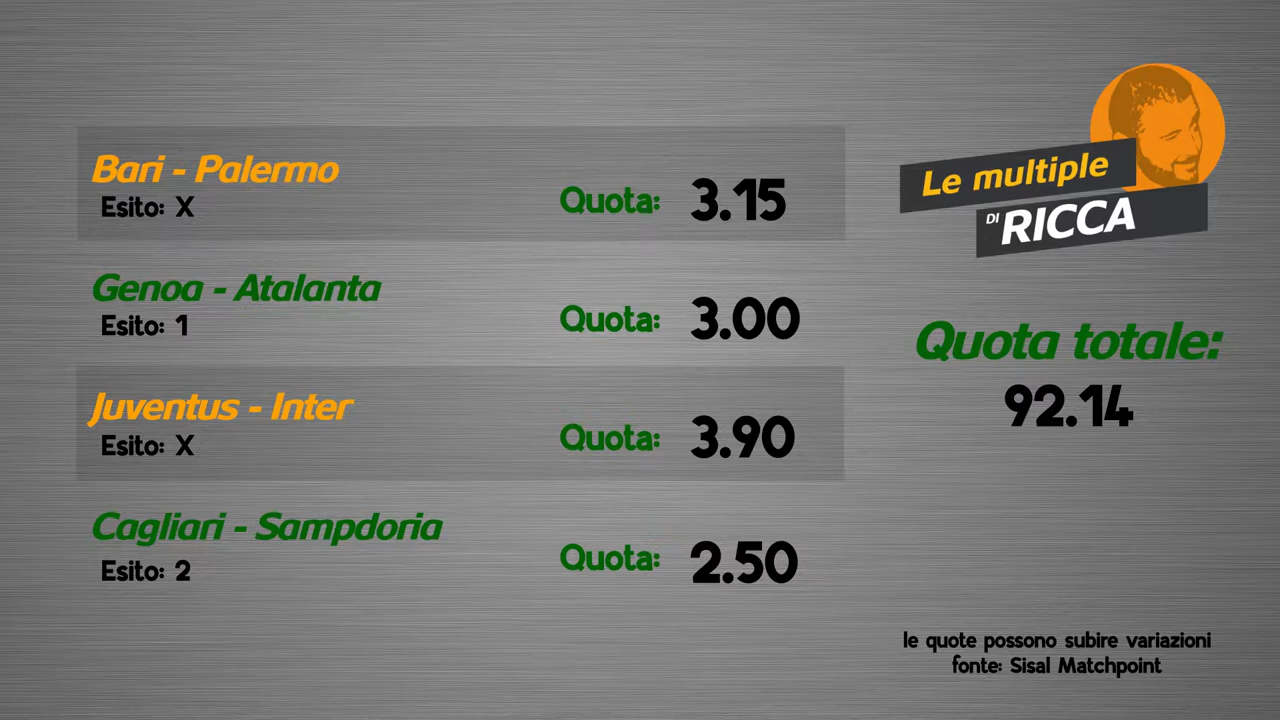 Bari - Palermo
Esito: X
Quota: 3.15
Genoa - Atalanta
Esito: 1
Quota: 3.00
Juventus - Inter
Esito: X
Quota: 3.90
Cagliari - Sampdoria
Esito: 2
Quota: 2.50
Le multiple
DI RICCA
Quota totale:
92.14
le quote possono subire variazioni
fonte: Sisal Matchpoint